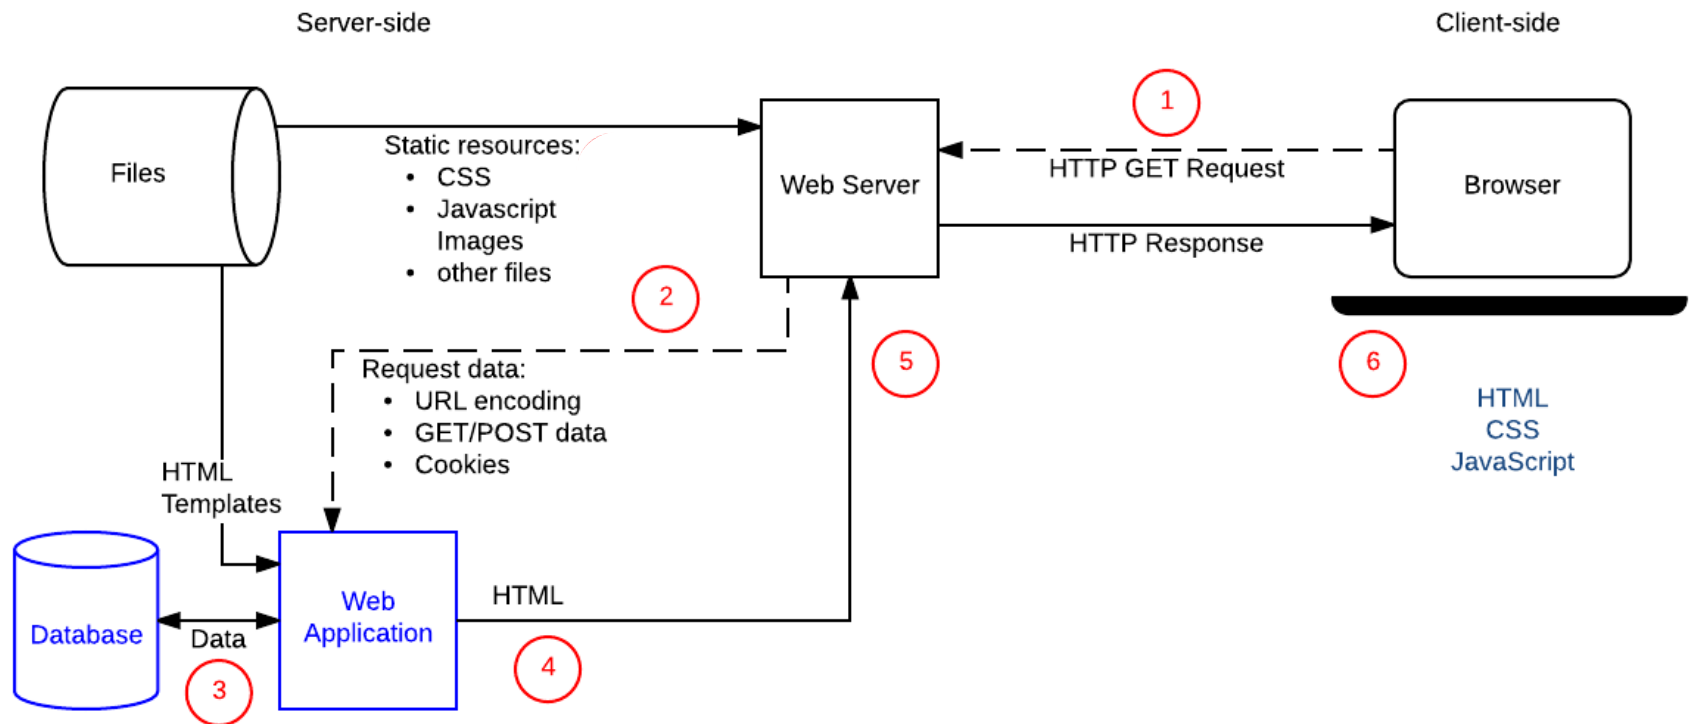 Server-side
Client-side
1
Files
Static resources:
• CSS
• Javascript
Images
• other files
Web Server
HTTP GET Request
HTTP Response
Browser
2
5
6
Request data:
• URL encoding
• GET/POST data
• Cookies
HTML
CSS
JavaScript
HTML
Templates
Database
Data
3
Web
Application
HTML
4